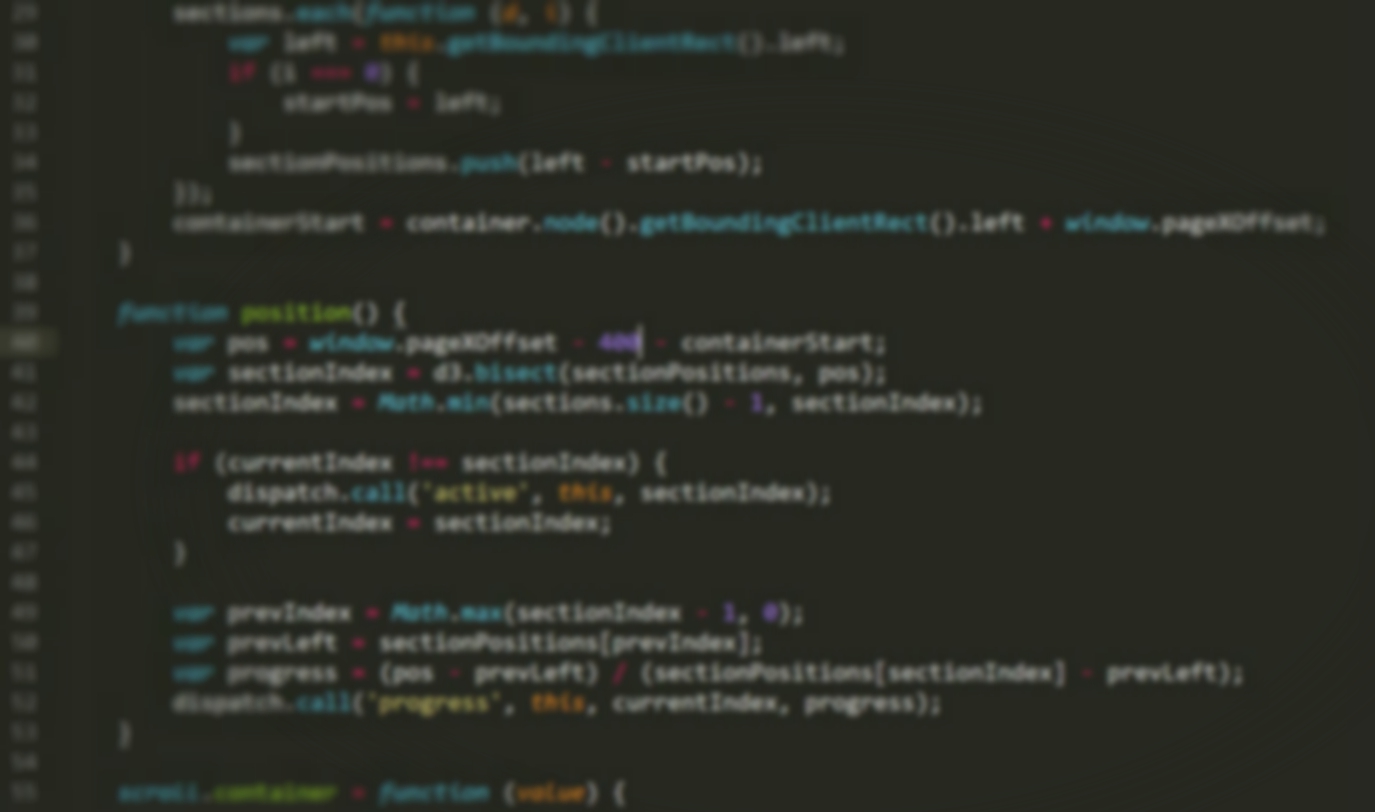 29 sections.each(function (d, i) {
30 var left = this.getBoundingClientRect().left;
31 if (i === 0) {
32 startPos = left;
33 }
34 sectionPositions.push(left - startPos);
35 });
36 containerStart = container.node().getBoundingClientRect().left + window.pageXOffset;
37 }
38
39 function position() {
40 var pos = window.pageXOffset - 400 - containerStart;
41 var sectionIndex = d3.bisect(sectionPositions, pos);
42 sectionIndex = Math.min(sections.size() - 1, sectionIndex);
43
44 if (currentIndex !== sectionIndex) {
45 dispatch.call('active', this, sectionIndex);
46 currentIndex = sectionIndex;
47 }
48
49 var prevIndex = Math.max(sectionIndex - 1, 0);
50 var prevLeft = sectionPositions[prevIndex];
51 var progress = (pos - prevLeft) / (sectionPositions[sectionIndex] - prevLeft);
52 dispatch.call('progress', this, currentIndex, progress);
53 }
54
55 scroll.container = function (value) {